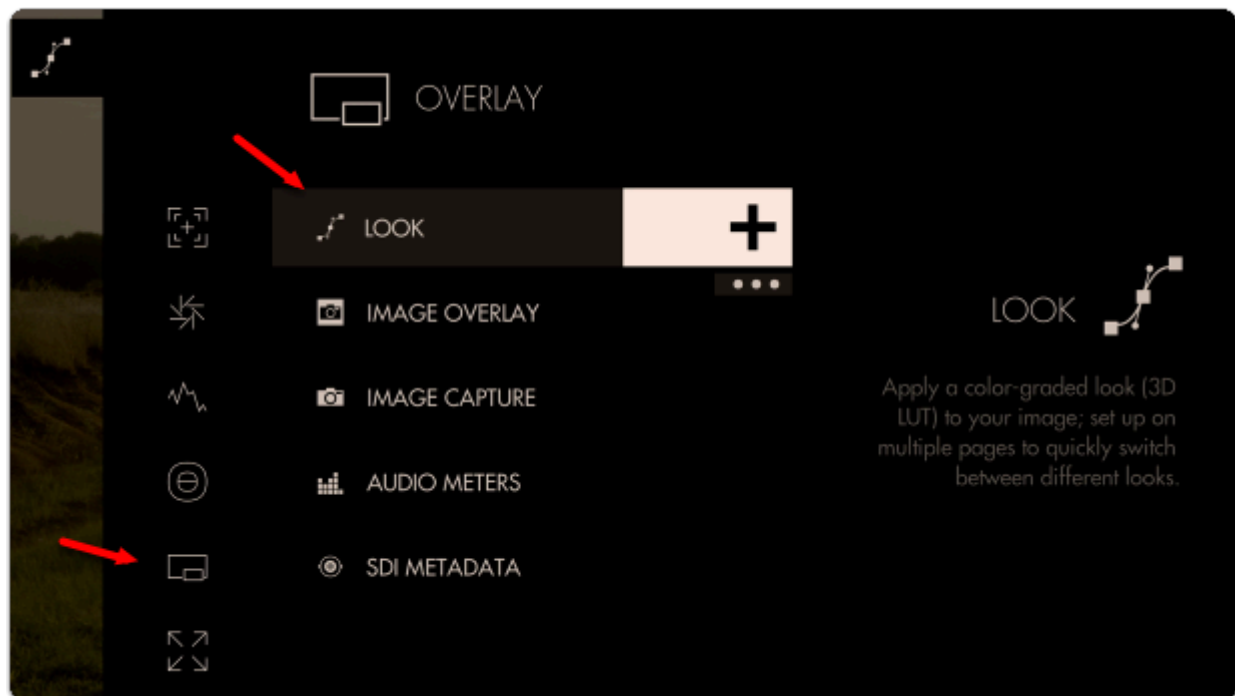 OVERLAY
LOOK
IMAGE OVERLAY
IMAGE CAPTURE
AUDIO METERS
SDI METADATA
LOOK
Apply a color-graded look (3D
LUT) to your image; set up on
multiple pages to quickly switch
between different looks.